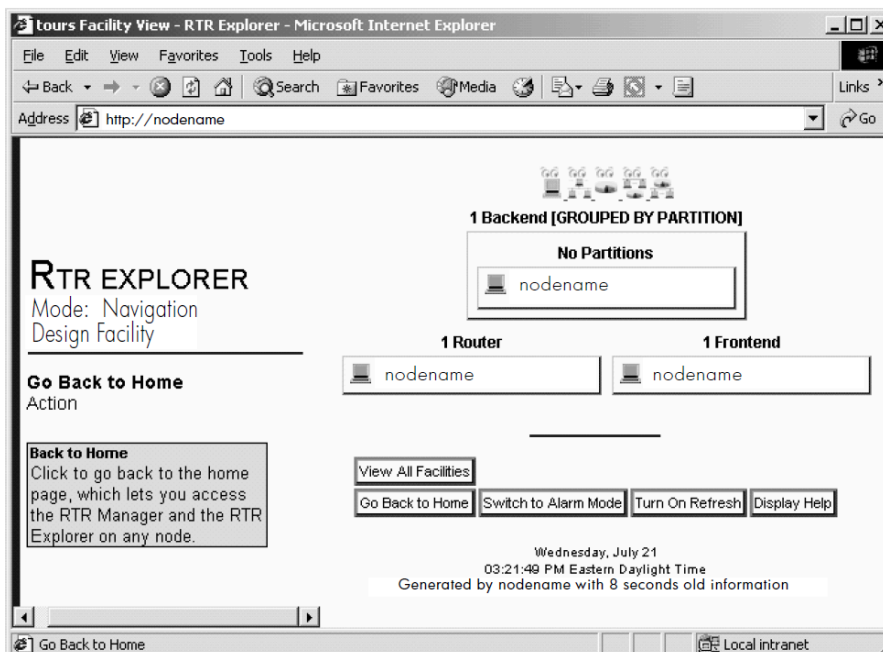 tours Facility View - RTR Explorer - Microsoft Internet Explorer
File Edit View Favorites Tools Help
Back Search Favorites Media Links
Address http://nodename Go
RTR EXPLORER
Mode: Navigation
Design Facility
Go Back to Home
Action
Back to Home
Click to go back to the home
page, which lets you access
the RTR Manager and the RTR
Explorer on any node.
1 Backend [GROUPED BY PARTITION]
No Partitions
nodename
1 Router
nodename
1 Frontend
nodename
View All Facilities
Go Back to Home Switch to Alarm Mode Turn On Refresh Display Help
Wednesday, July 21
03:21:49 PM Eastern Daylight Time
Generated by nodename with 8 seconds old information
Go Back to Home Local intranet